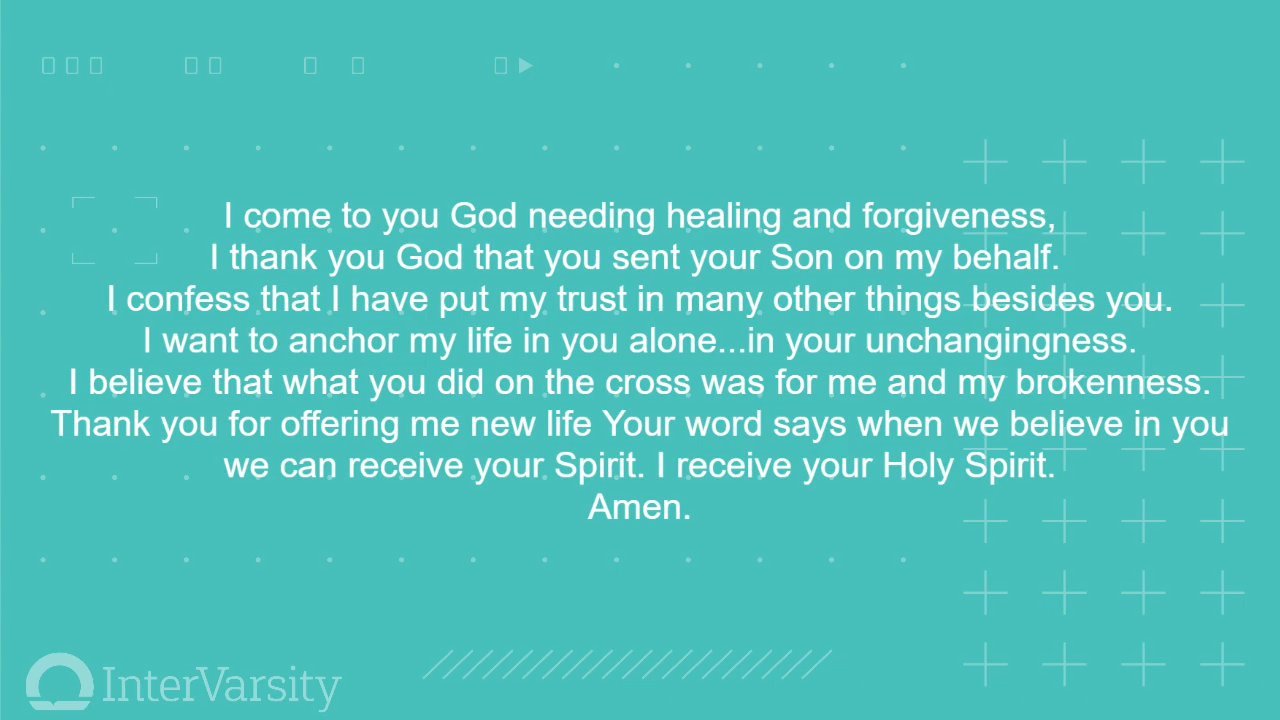 I come to you God needing healing and forgiveness,
I thank you God that you sent your Son on my behalf.
I confess that I have put my trust in many other things besides you.
I want to anchor my life in you alone...in your unchangingness.
I believe that what you did on the cross was for me and my brokenness.
Thank you for offering me new life Your word says when we believe in you
we can receive your Spirit. I receive your Holy Spirit.
Amen.
InterVarsity